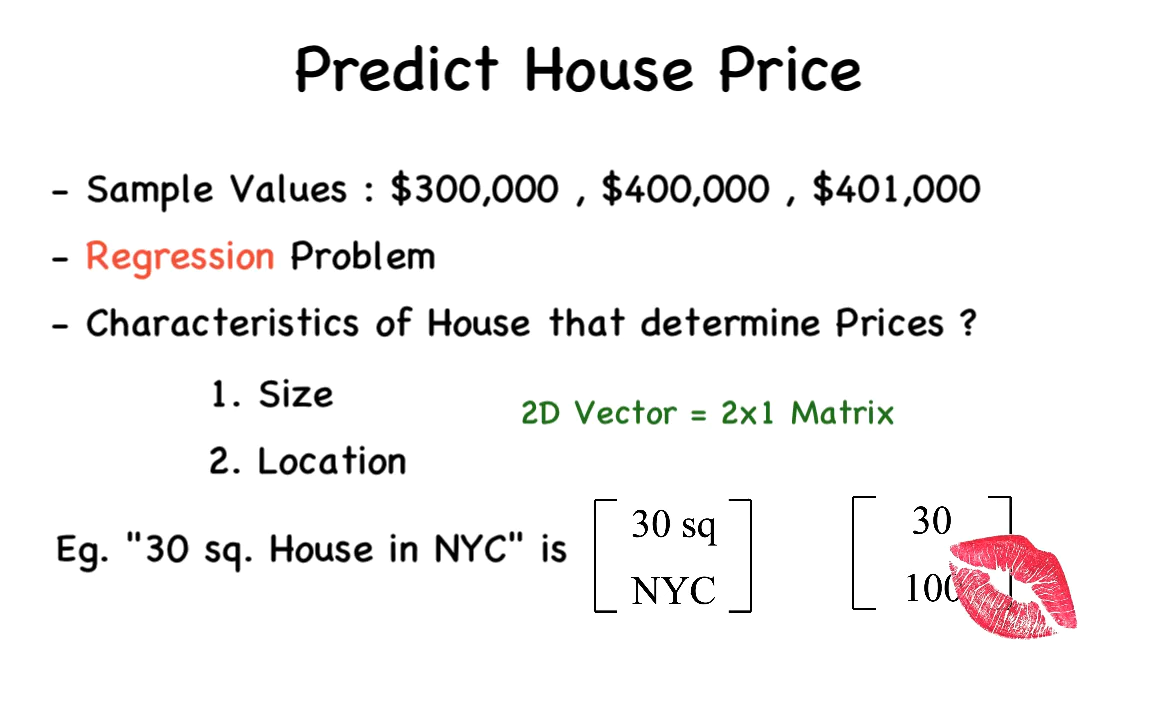 Predict House Price
- Sample Values : $300,000 , $400,000 , $401,000
- Regression Problem
- Characteristics of House that determine Prices ?
1. Size
2D Vector = 2x1 Matrix
2. Location
Eg. "30 sq. House in NYC" is
30 sq
NYC
30